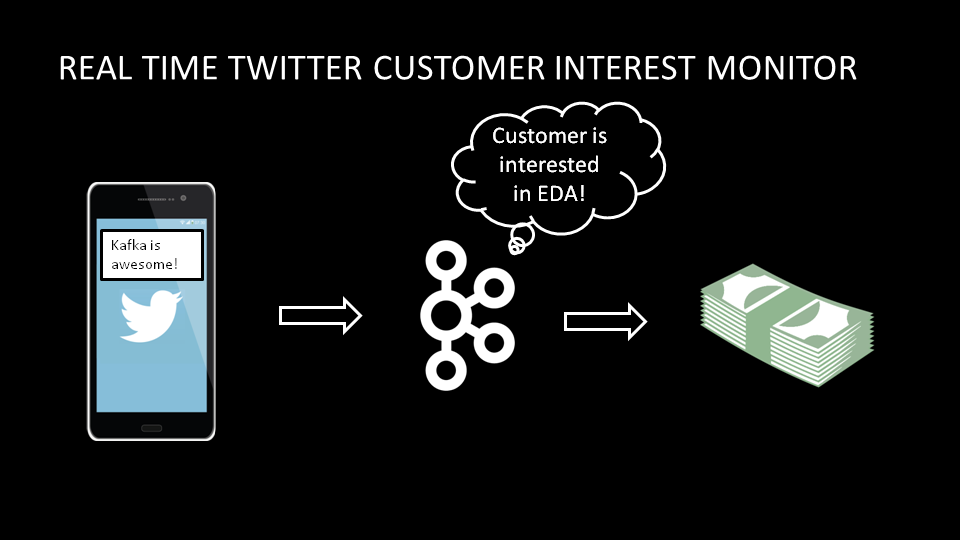 REAL TIME TWITTER CUSTOMER INTEREST MONITOR
Customer is
interested
in EDA!
Kafka is
awesome!